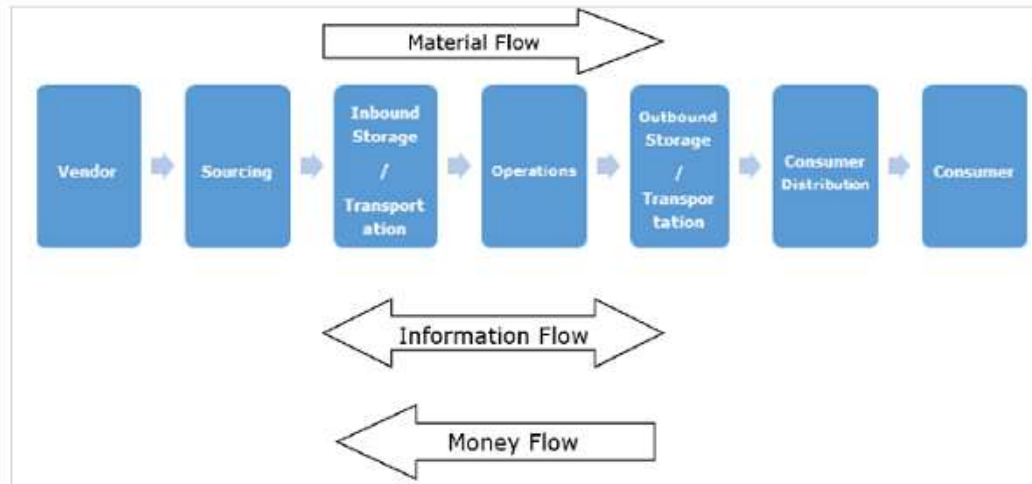 Material Flow
Vendor
Sourcing
Inbound
Storage
/
Transport
ation
Operations
Outbound
Storage
/
Transpor
tation
Consumer
Distribution
Consumer
Information Flow
Money Flow